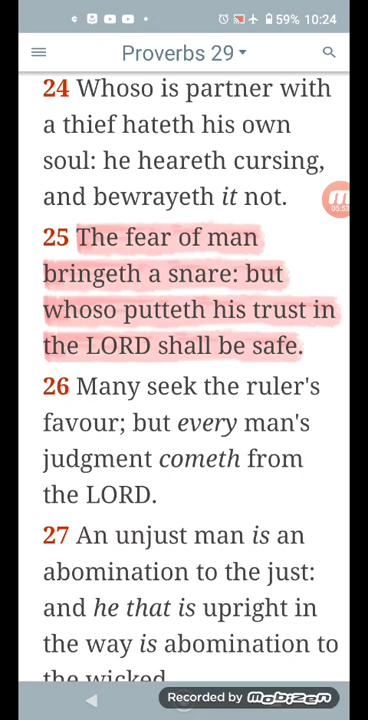 59% 10:24
Proverbs 29
24 Whoso is partner with
a thief hateth his own
soul: he heareth cursing,
and bewrayeth it not.
25 The fear of man
bringeth a snare: but
whoso putteth his trust in
the LORD shall be safe.
26 Many seek the ruler's
favour; but every man's
judgment cometh from
the LORD.
27 An unjust man is an
abomination to the just:
and he that is upright in
the way is abomination to
the wicked
Recorded by mobizen